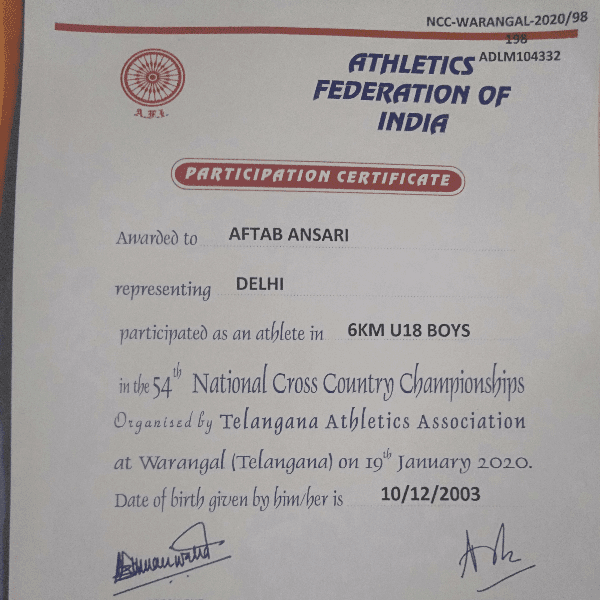 NCC-WARANGAL-2020/98
198
ADLM104332
A.F.I.
ATHLETICS
FEDERATION OF
INDIA
PARTICIPATION CERTIFICATE
Awarded to AFTAB ANSARI
representing DELHI
participated as an athlete in 6KM U18 BOYS
in the 54th National Cross Country Championships
Organised by Telangana Athletics Association
at Warangal (Telangana) on 19th January 2020.
Date of birth given by him/her is 10/12/2003